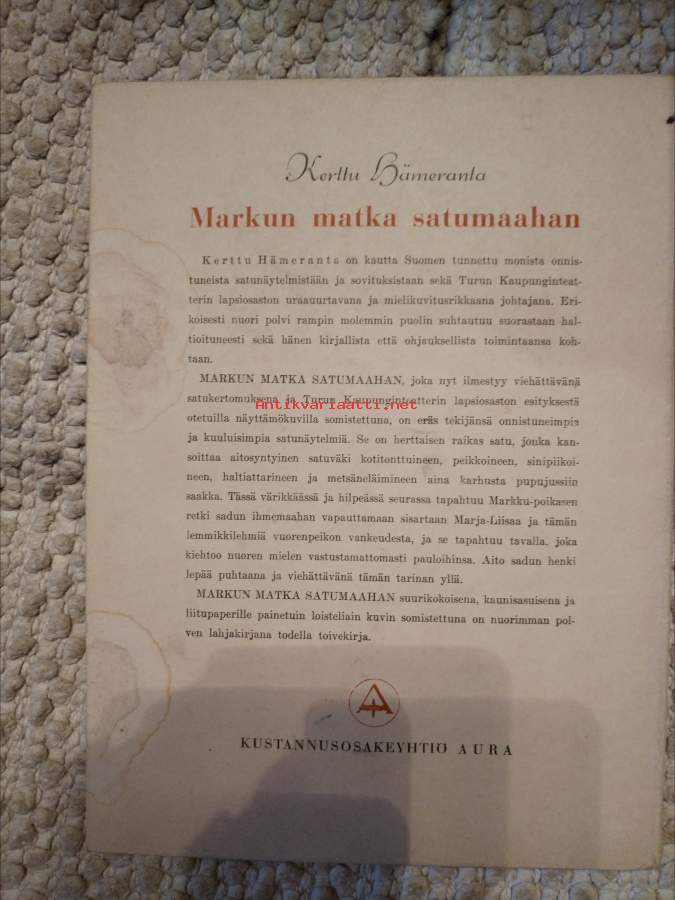 Kerttu Hämeranta
Markun matka satumaahan
Kerttu Hämeranta on kautta Suomen tunnettu monista onnis-
tuneista satunäytelmistään ja sovituksistaan sekä Turun Kaupunginteat-
terin lapsiosaston uraauurtavana ja mielikuvitusrikkaana johtajana. Eri-
koisesti nuori polvi rampin molemmin puolin suhtautuu suorastaan hal-
tioituneesti sekä hänen kirjallista että ohjauksellista toimintaansa koh-
taan.
MARKUN MATKA SATUMAAHAN, joka nyt ilmestyy viehättävänä
satukertomuksena ja Turun Kaupunginteatterin lapsiosaston esityksestä
Antikvariaatti.net
otetuilla näyttämökuvilla somistettuna, on eräs tekijänsä onnistuneimpia
ja kuuluisimpia satunäytelmiä. Se on herttaisen raikas satu, jonka kan-
soittaa aitosyntyinen satuväki kotitonttuineen, peikkoineen, sinipiikoi-
neen, haltiattarineen ja metsäneläimineen aina karhusta pupujussiin
saakka. Tässä värikkäässä ja hilpeässä seurassa tapahtuu Markku-poikasen
retki sadun ihmemaahan vapauttamaan sisartaan Marja-Liisaa ja tämän
lemmikkilehmiä vuorenpeikon vankeudesta, ja se tapahtuu tavalla, joka
kiehtoo nuoren mielen vastustamattomasti pauloihinsa. Aito sadun henki
lepää puhtaana ja viehättävänä tämän tarinan yllä.
MARKUN MATKA SATUMAAHAN suurikokoisena, kaunisasuisena ja
liitupaperille painetuin loisteliain kuvin somistettuna on nuorimman pol-
ven lahjakirjana todella toivekirja.
A
KUSTANNUSOSAKEYHTIÖ AURA